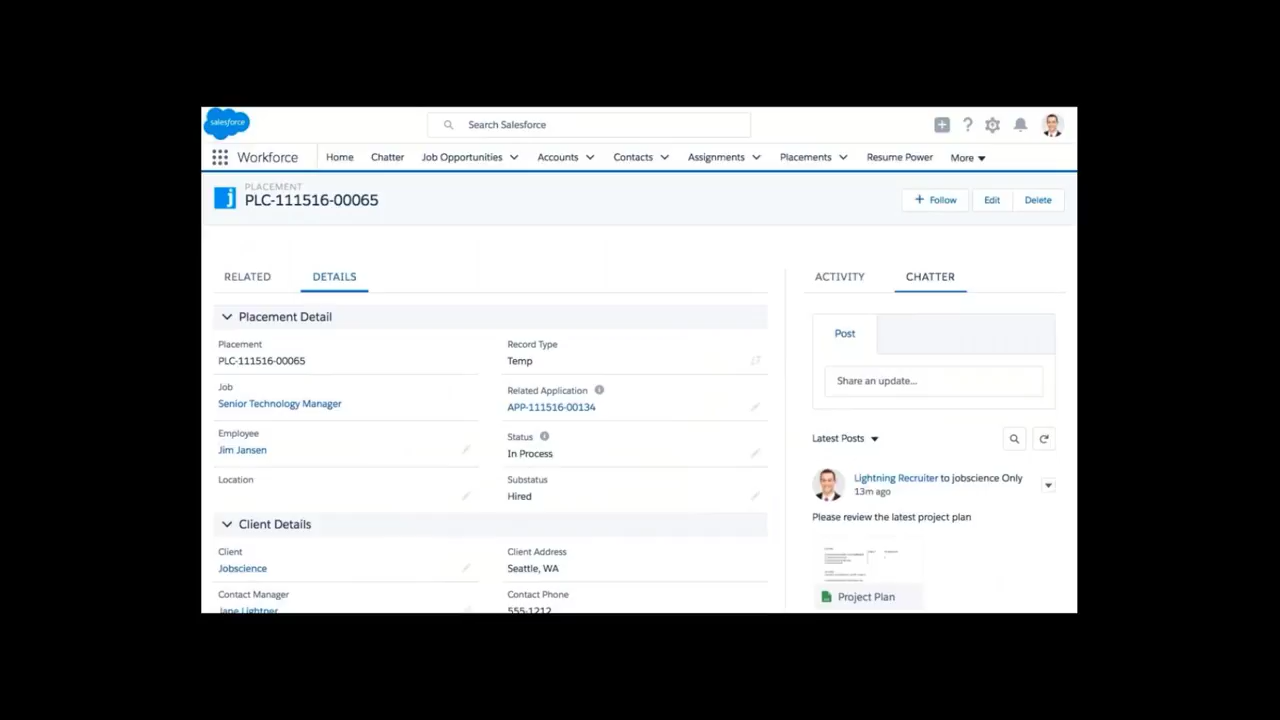 salesforce
Search Salesforce
Workforce
Home Chatter Job Opportunities Accounts Contacts Assignments Placements Resume Power More
PLACEMENT
PLC-111516-00065
+ Follow Edit Delete
RELATED DETAILS
Placement Detail
Placement
PLC-111516-00065
Record Type
Temp
Job
Senior Technology Manager
Related Application
APP-111516-00134
Employee
Jim Jansen
Status
In Process
Location
Substatus
Hired
Client Details
Client
Jobscience
Client Address
Seattle, WA
Contact Manager
Jane Lightner
Contact Phone
555-1212
ACTIVITY CHATTER
Post
Share an update...
Latest Posts
Lightning Recruiter to jobscience Only
13m ago
Please review the latest project plan
Project Plan